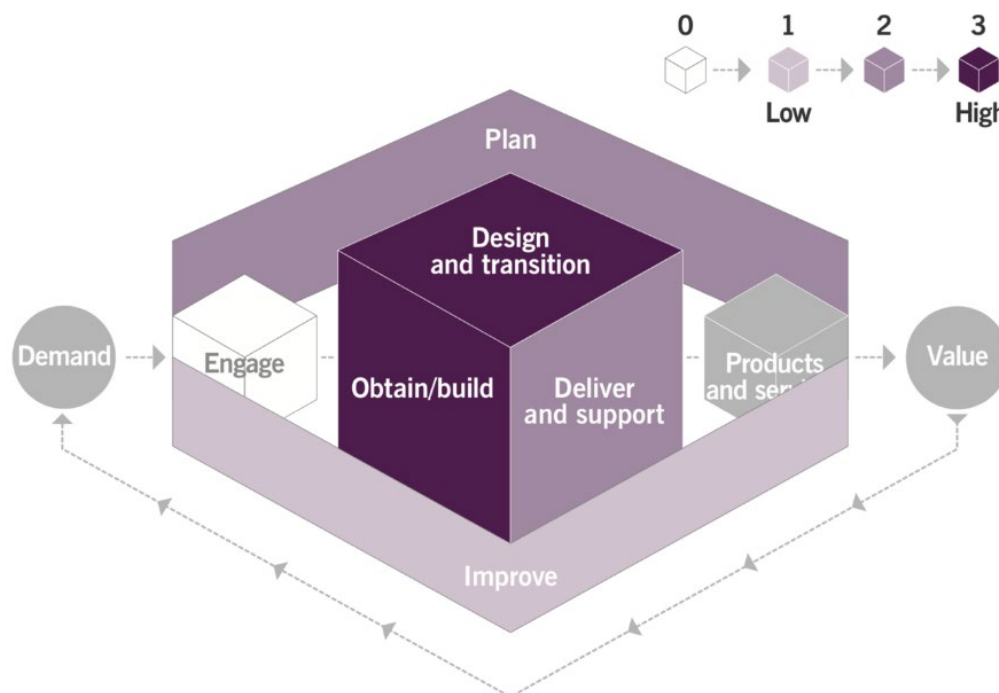 0 1 2 3
Low High
Plan
Design
and transition
Demand
Engage
Obtain/build
Deliver
and support
Products
and
Value
Improve